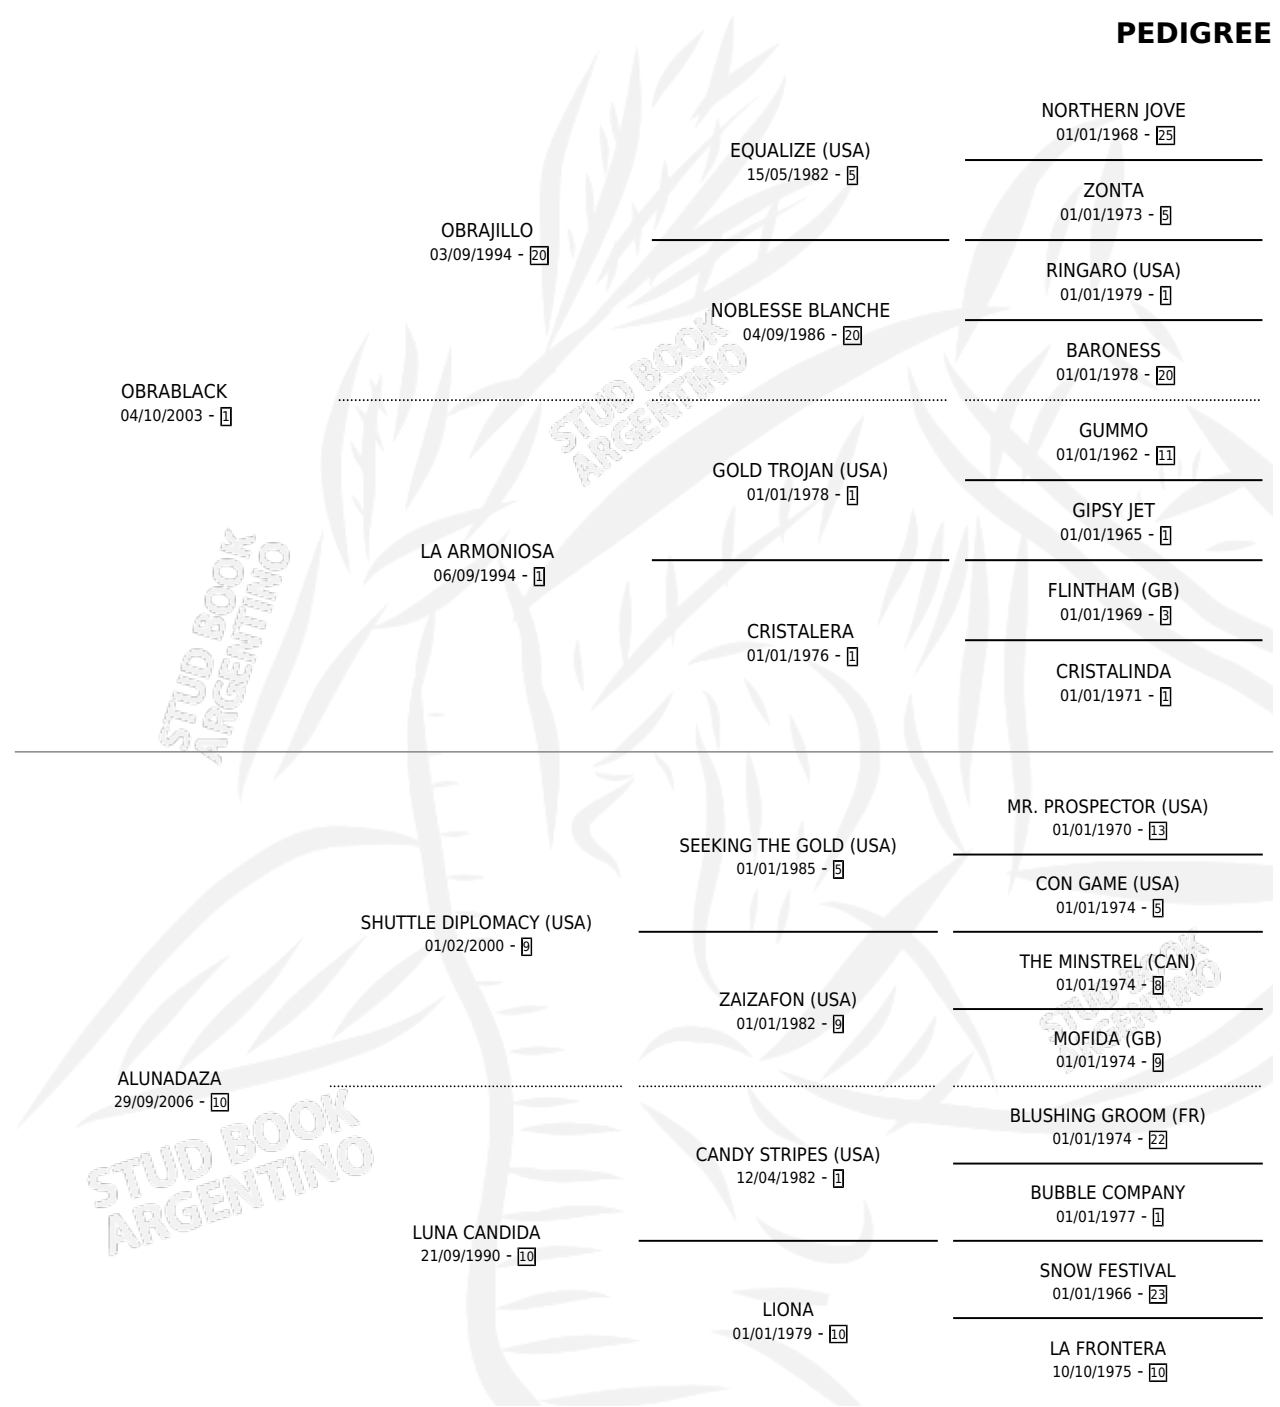 PEDIGREE
NORTHERN JOVE
01/01/1968 - 25
EQUALIZE (USA)
15/05/1982 - 5
ZONTA
01/01/1973 - 5
OBRAJILLO
03/09/1994 - 20
RINGARO (USA)
01/01/1979 - 1
NOBLESSE BLANCHE
04/09/1986 - 20
BARONESS
01/01/1978 - 20
OBRABLACK
04/10/2003 - 1
GUMMO
01/01/1962 - 11
GOLD TROJAN (USA)
01/01/1978 - 1
GIPSY JET
01/01/1965 - 1
LA ARMONIOSA
06/09/1994 - 1
FLINTHAM (GB)
01/01/1969 - 3
CRISTALERA
01/01/1976 - 1
CRISTALINDA
01/01/1971 - 1
MR. PROSPECTOR (USA)
01/01/1970 - 13
SEEKING THE GOLD (USA)
01/01/1985 - 5
CON GAME (USA)
01/01/1974 - 5
SHUTTLE DIPLOMACY (USA)
01/02/2000 - 9
THE MINSTREL (CAN)
01/01/1974 - 8
ZAIZAFON (USA)
01/01/1982 - 9
MOFIDA (GB)
01/01/1974 - 9
ALUNADAZA
29/09/2006 - 10
BLUSHING GROOM (FR)
01/01/1974 - 22
CANDY STRIPES (USA)
12/04/1982 - 1
BUBBLE COMPANY
01/01/1977 - 1
LUNA CANDIDA
21/09/1990 - 10
SNOW FESTIVAL
01/01/1966 - 23
LIONA
01/01/1979 - 10
LA FRONTERA
10/10/1975 - 10
STUD BOOK
ARGENTINO
STUD BOOK
ARGENTINO
STUD BOOK
ARGENTINO
STUD BOOK
ARGENTINO